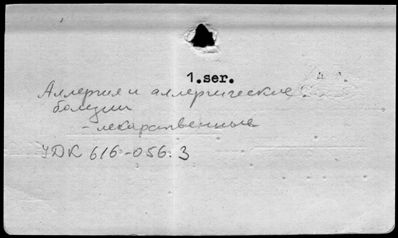 1.ser.
Аллергия и аллергические
болезни
- лекарственные
УДК 616-056.3